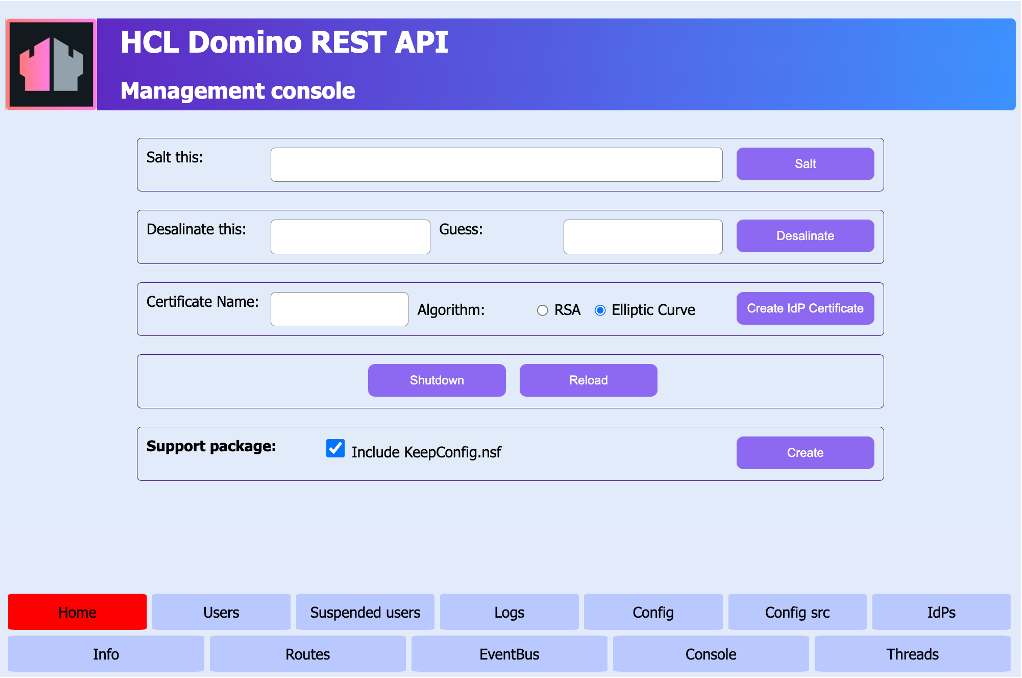 HCL Domino REST API
Management console
Salt this: Salt
Desalinate this: Guess: Desalinate
Certificate Name: Algorithm: RSA Elliptic Curve Create IdP Certificate
Shutdown Reload
Support package: Include KeepConfig.nsf Create
Home Users Suspended users Logs Config Config src IdPs
Info Routes EventBus Console Threads